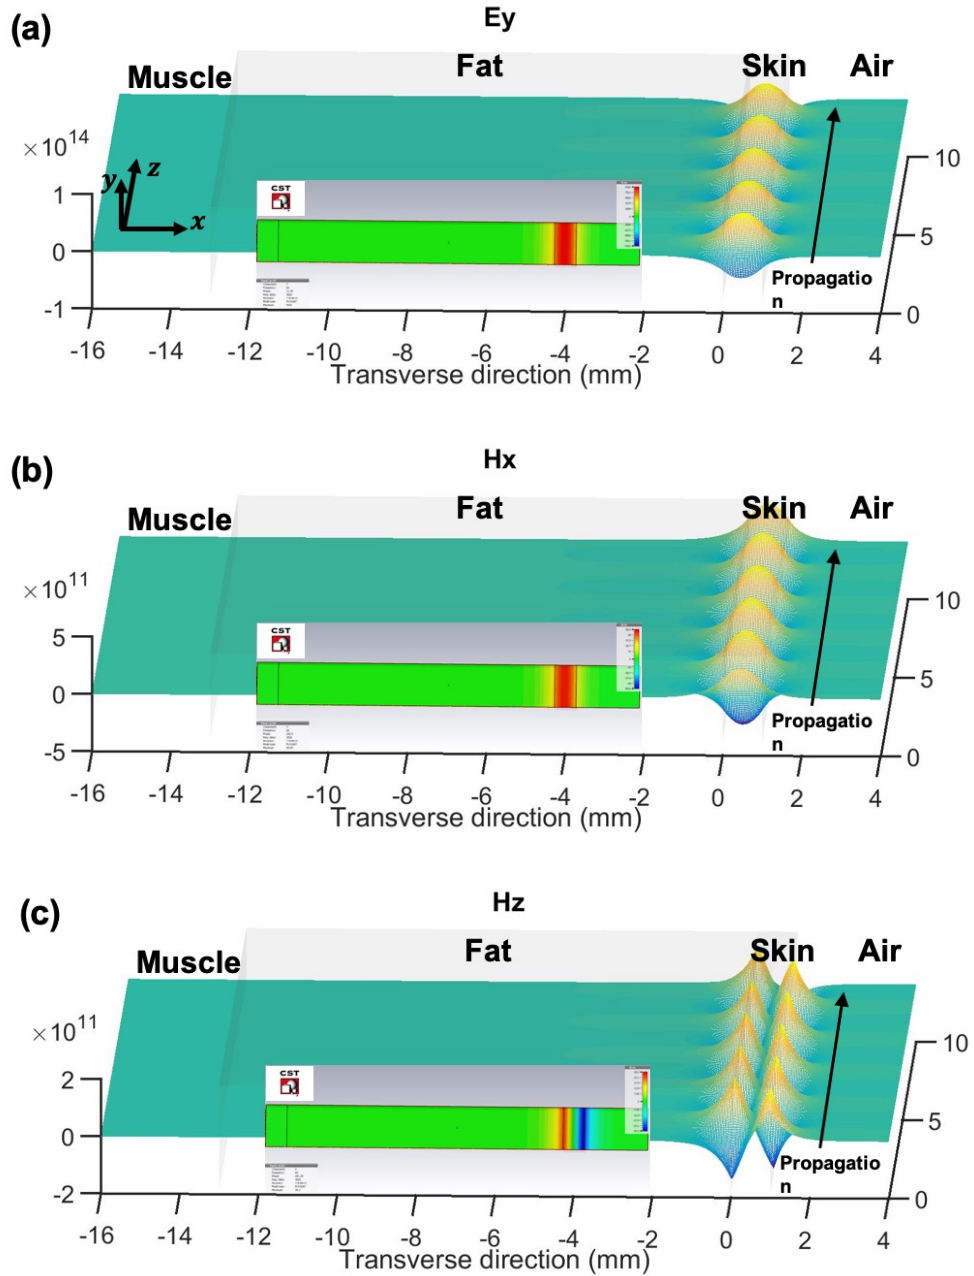 (a)
Ey
Muscle Fat Skin Air
×10¹⁴
y z
x
CST
1
0
-1
10
5
0
Propagatio
n
-16 -14 -12 -10 -8 -6 -4 -2 0 2 4
Transverse direction (mm)
(b)
Hx
Muscle Fat Skin Air
×10¹¹
CST
5
0
-5
10
5
0
Propagatio
n
-16 -14 -12 -10 -8 -6 -4 -2 0 2 4
Transverse direction (mm)
(c)
Hz
Muscle Fat Skin Air
×10¹¹
CST
2
0
-2
10
5
0
Propagatio
n
-16 -14 -12 -10 -8 -6 -4 -2 0 2 4
Transverse direction (mm)